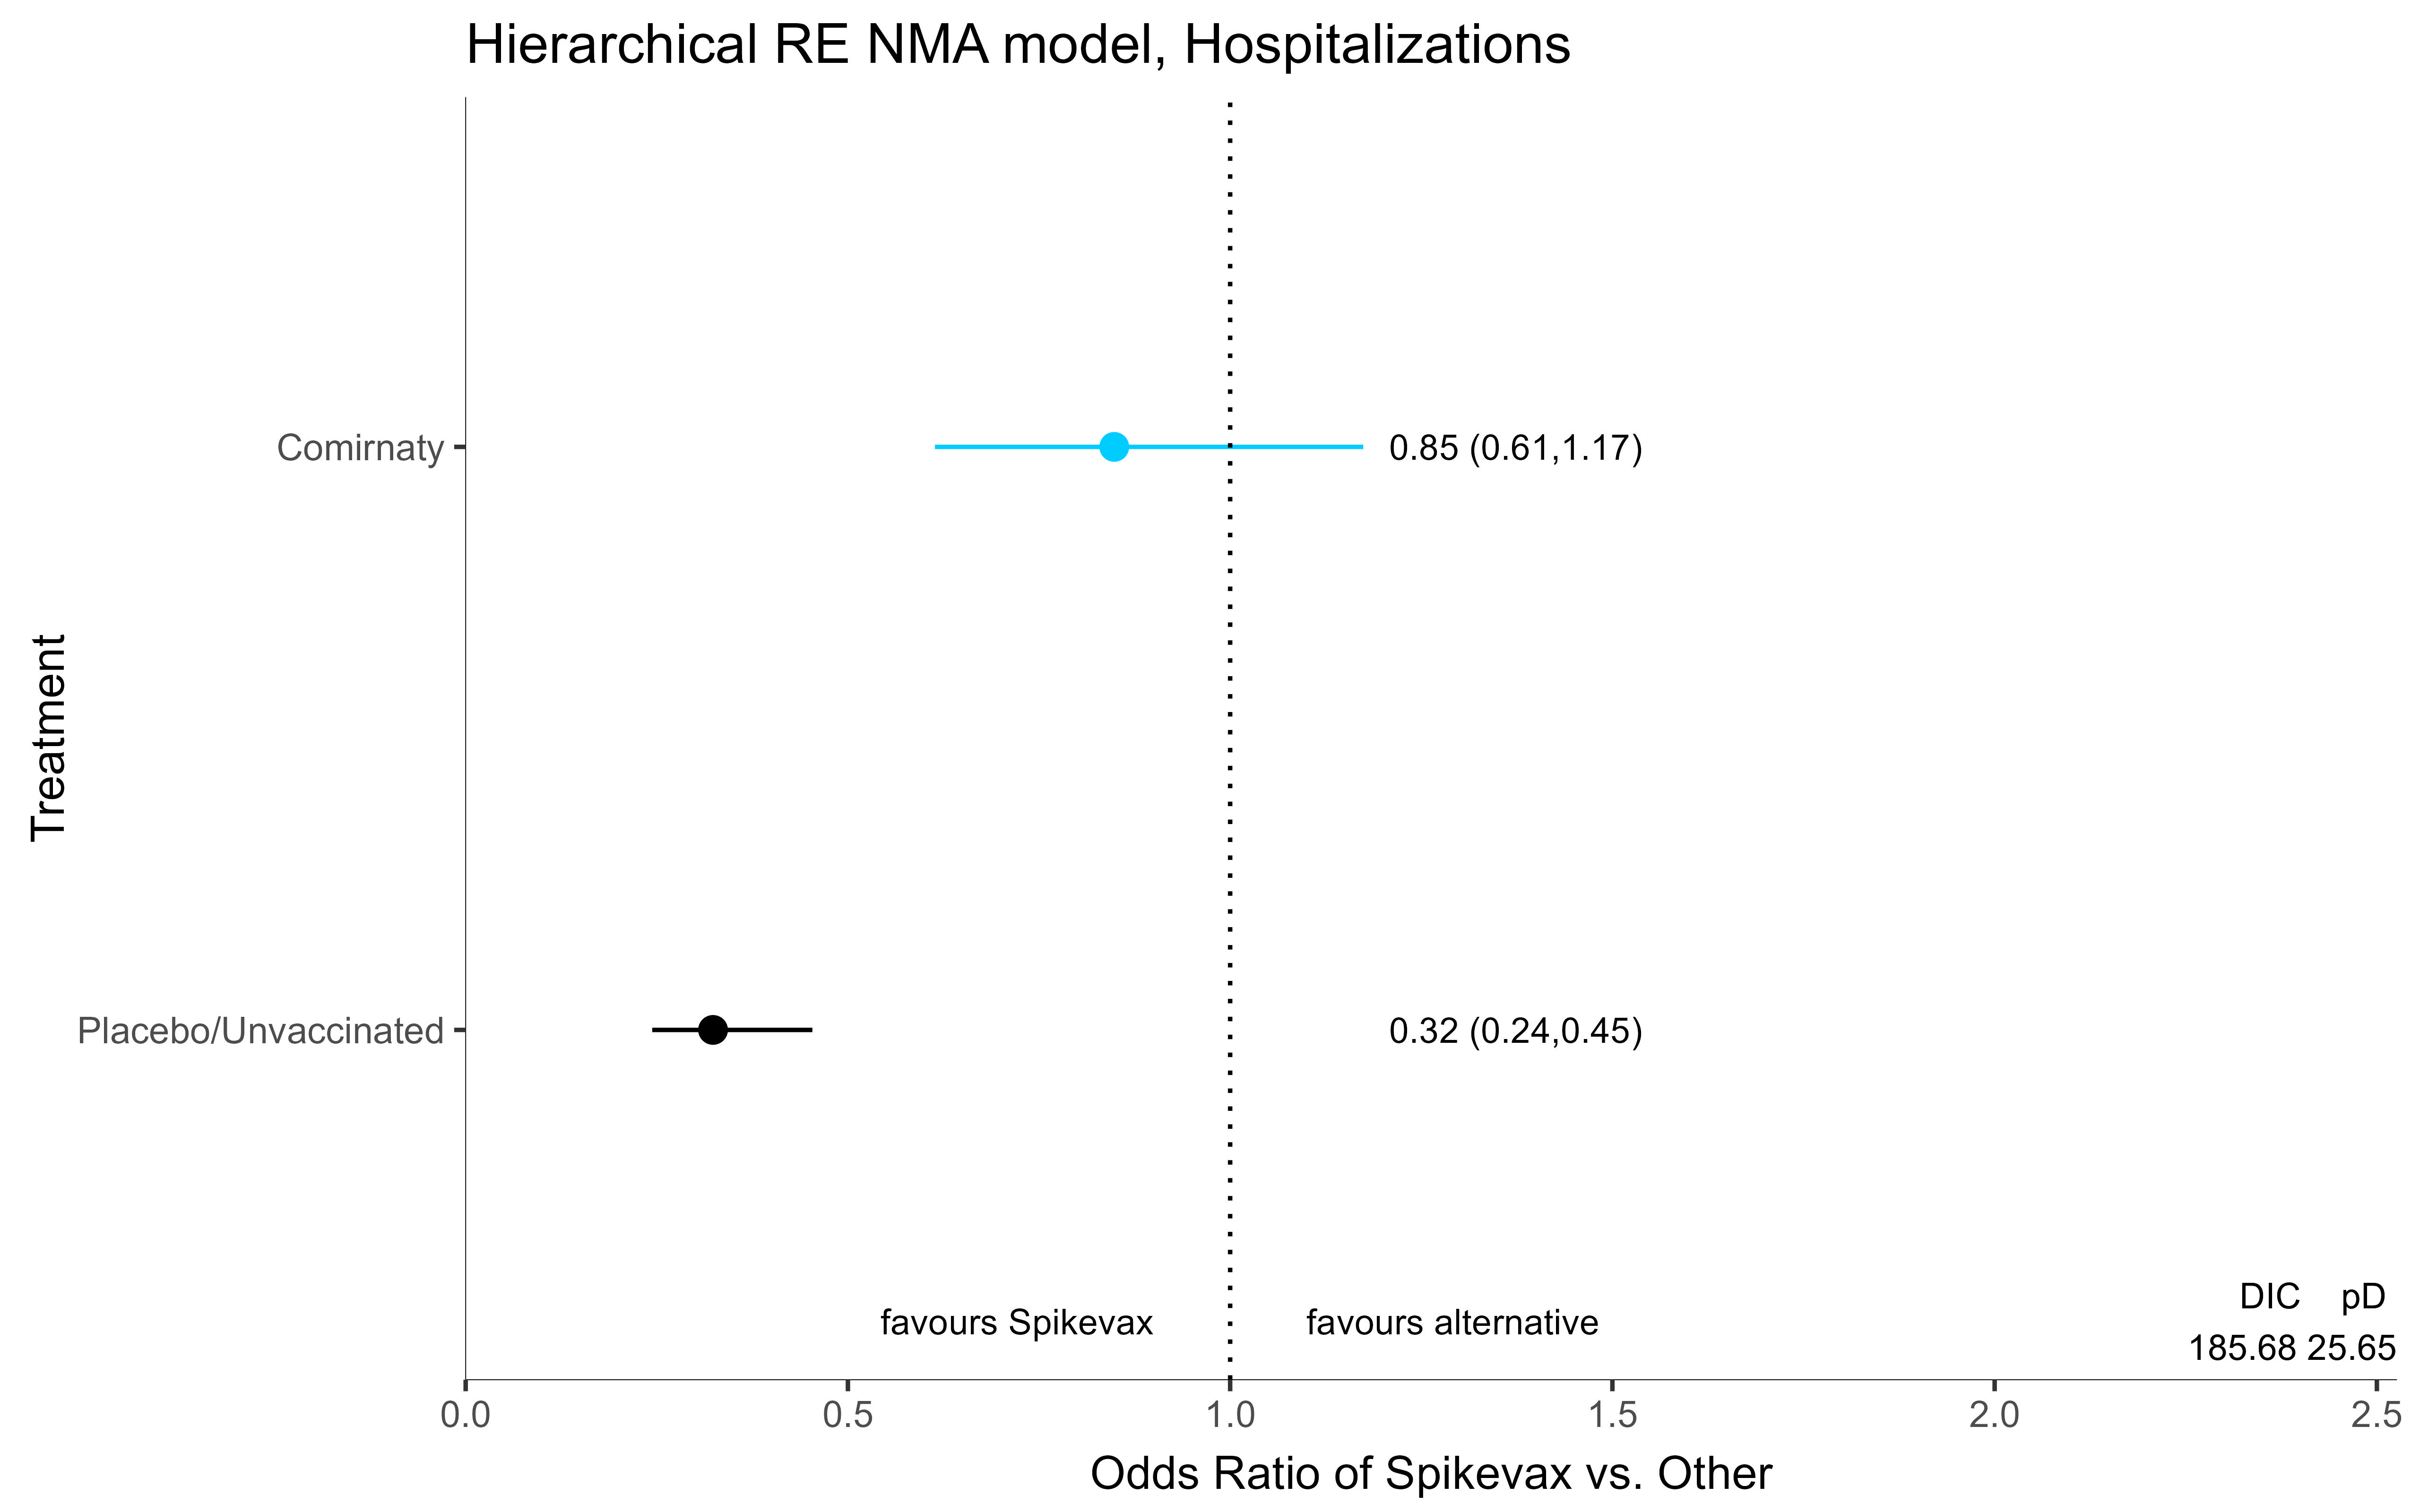 Hierarchical RE NMA model, Hospitalizations
Treatment
Comirnaty
0.85 (0.61,1.17)
Placebo/Unvaccinated
0.32 (0.24,0.45)
favours Spikevax
favours alternative
DIC pD
185.68 25.65
0.0 0.5 1.0 1.5 2.0 2.5
Odds Ratio of Spikevax vs. Other